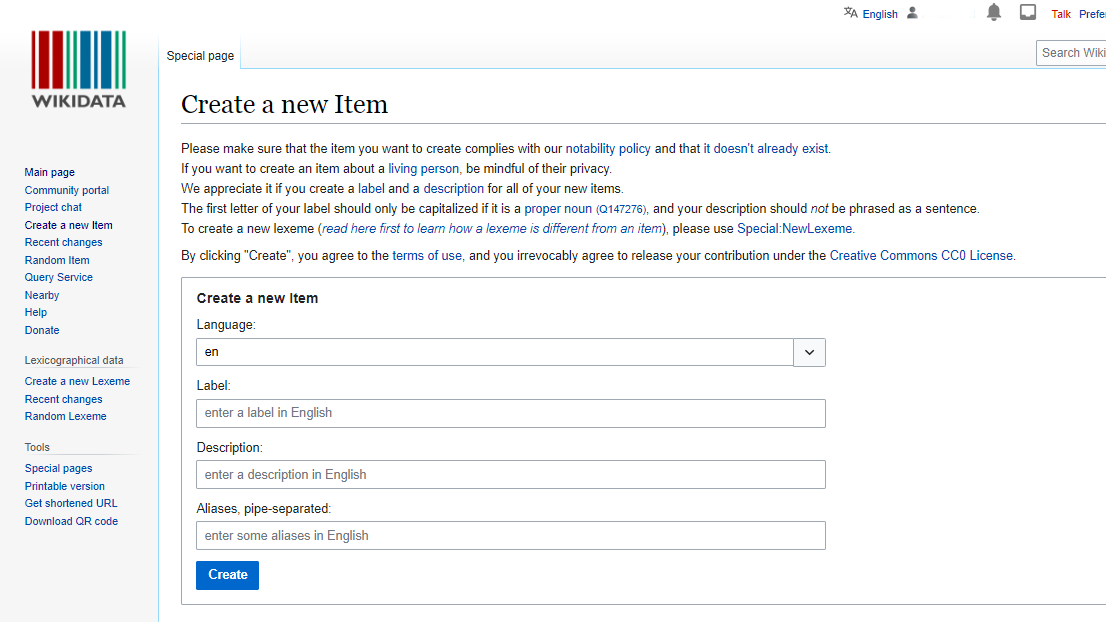 English
Talk
Prefer
Special page
Search Wiki
WIKIDATA
Main page
Community portal
Project chat
Create a new Item
Recent changes
Random Item
Query Service
Nearby
Help
Donate
Lexicographical data
Create a new Lexeme
Recent changes
Random Lexeme
Tools
Special pages
Printable version
Get shortened URL
Download QR code
Create a new Item
Please make sure that the item you want to create complies with our notability policy and that it doesn't already exist.
If you want to create an item about a living person, be mindful of their privacy.
We appreciate it if you create a label and a description for all of your new items.
The first letter of your label should only be capitalized if it is a proper noun (Q147276), and your description should not be phrased as a sentence.
To create a new lexeme (read here first to learn how a lexeme is different from an item), please use Special:NewLexeme.
By clicking "Create", you agree to the terms of use, and you irrevocably agree to release your contribution under the Creative Commons CC0 License.
Create a new Item
Language:
en
Label:
enter a label in English
Description:
enter a description in English
Aliases, pipe-separated:
enter some aliases in English
Create